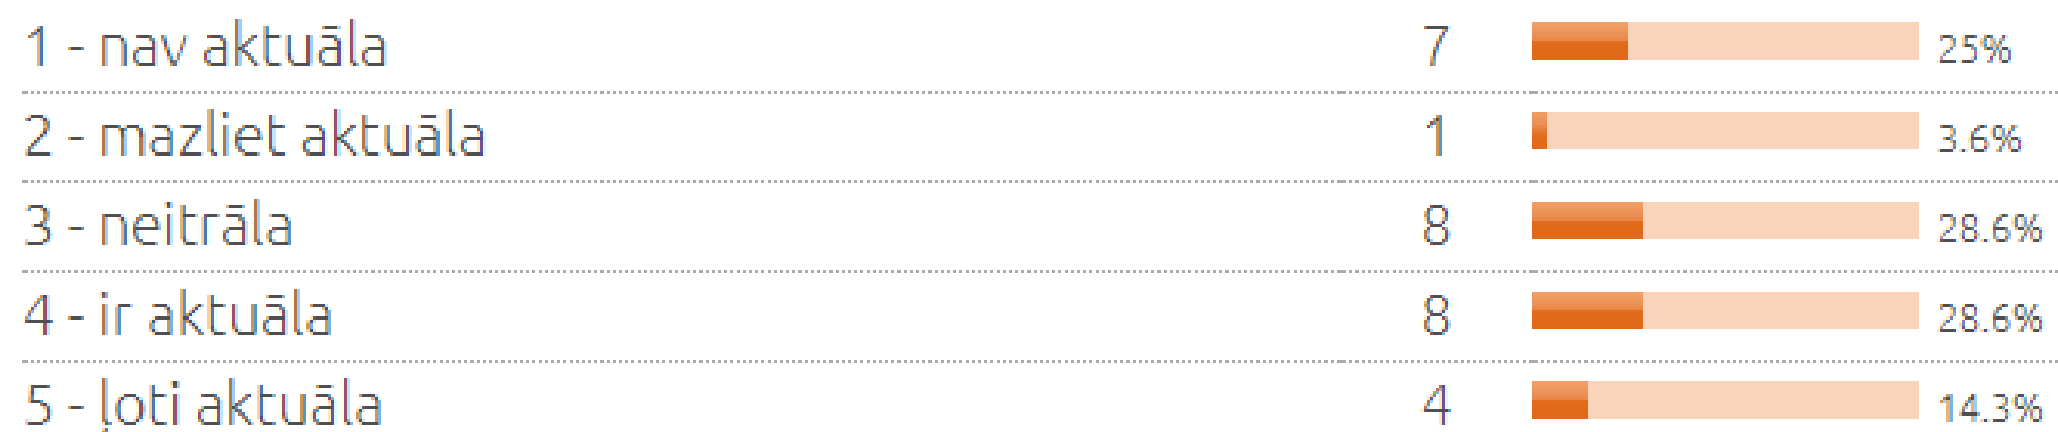 1 - nav aktuāla 7 25%
2 - mazliet aktuāla 1 3.6%
3 - neitrāla 8 28.6%
4 - ir aktuāla 8 28.6%
5 - ļoti aktuāla 4 14.3%